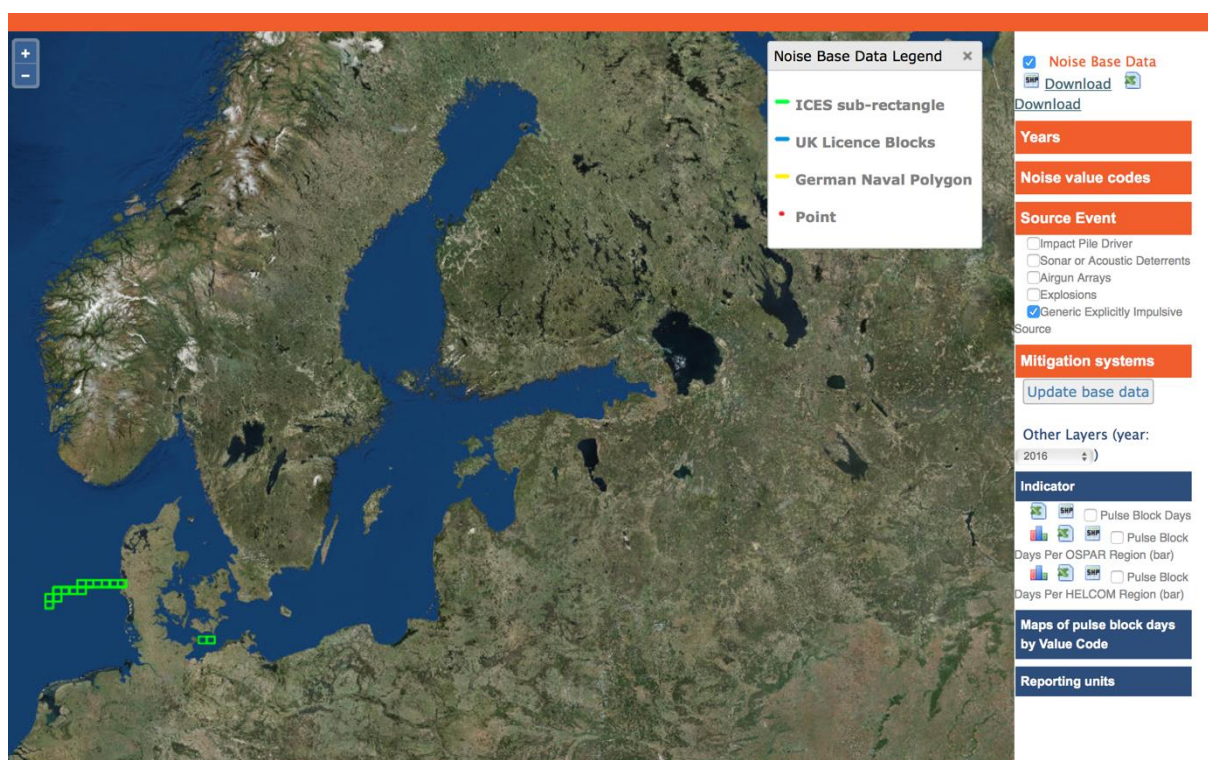 +
−
Noise Base Data Legend ×
ICES sub-rectangle
UK Licence Blocks
German Naval Polygon
Point
Noise Base Data
SHP Download
Download
Years
Noise value codes
Source Event
Impact Pile Driver
Sonar or Acoustic Deterrents
Airgun Arrays
Explosions
Generic Explicitly Impulsive
Source
Mitigation systems
Update base data
Other Layers (year:
2016 )
Indicator
SHP Pulse Block Days
SHP Pulse Block
Days Per OSPAR Region (bar)
SHP Pulse Block
Days Per HELCOM Region (bar)
Maps of pulse block days
by Value Code
Reporting units